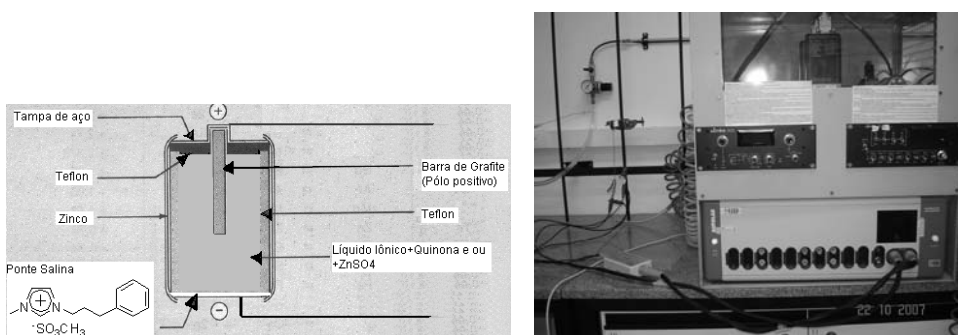 Tampa de aço
Teflon
Zinco
Barra de Grafite
(Pólo positivo)
Teflon
Líquido Iônico+Quinona e ou
+ZnSO4
Ponte Salina
N
N
-SO3CH3
22 10 2007